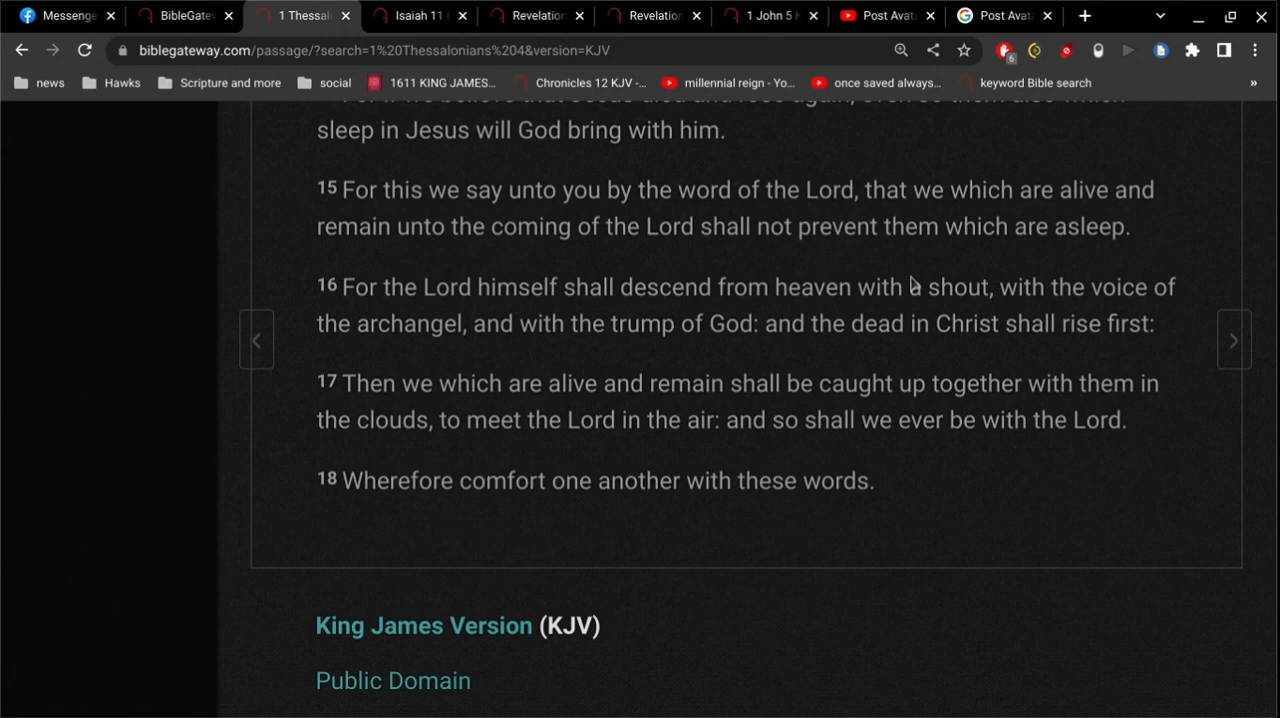 Messenge
BibleGatew
1 Thessalo
Isaiah 11 K
Revelation
Revelation
1 John 5 K
Post Avata
Post Avata
biblegateway.com/passage/?search=1%20Thessalonians%204&version=KJV
6
news
Hawks
Scripture and more
social
1611 KING JAMES...
Chronicles 12 KJV -...
millennial reign - Yo...
once saved always...
keyword Bible search
»
sleep in Jesus will God bring with him.
15 For this we say unto you by the word of the Lord, that we which are alive and
remain unto the coming of the Lord shall not prevent them which are asleep.
16 For the Lord himself shall descend from heaven with a shout, with the voice of
the archangel, and with the trump of God: and the dead in Christ shall rise first:
17 Then we which are alive and remain shall be caught up together with them in
the clouds, to meet the Lord in the air: and so shall we ever be with the Lord.
18 Wherefore comfort one another with these words.
King James Version (KJV)
Public Domain